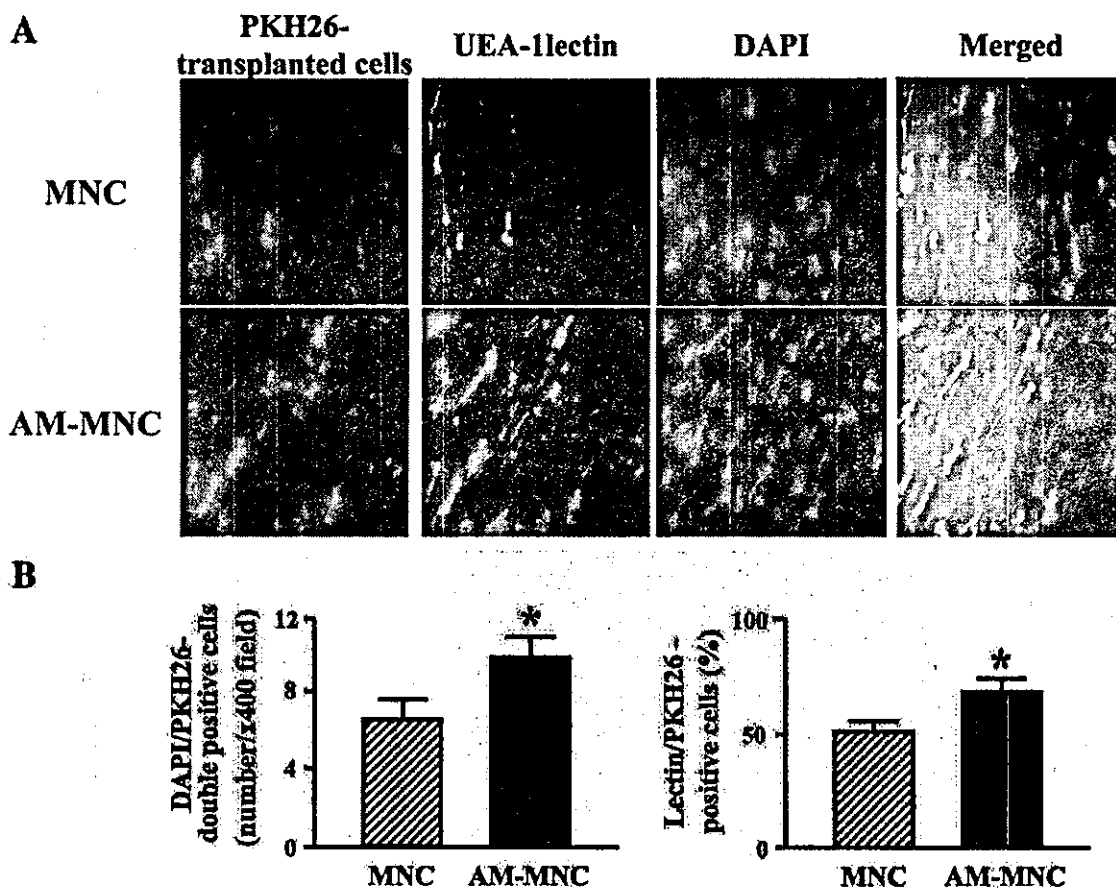 A
PKH26-
transplanted cells
UEA-1lectin
DAPI
Merged
MNC
AM-MNC
B
DAPI/PKH26-
double positive cells
(number/x400 field)
12
8
4
0
*
MNC
AM-MNC
Lectin/PKH26-
positive cells (%)
100
50
0
*
MNC
AM-MNC